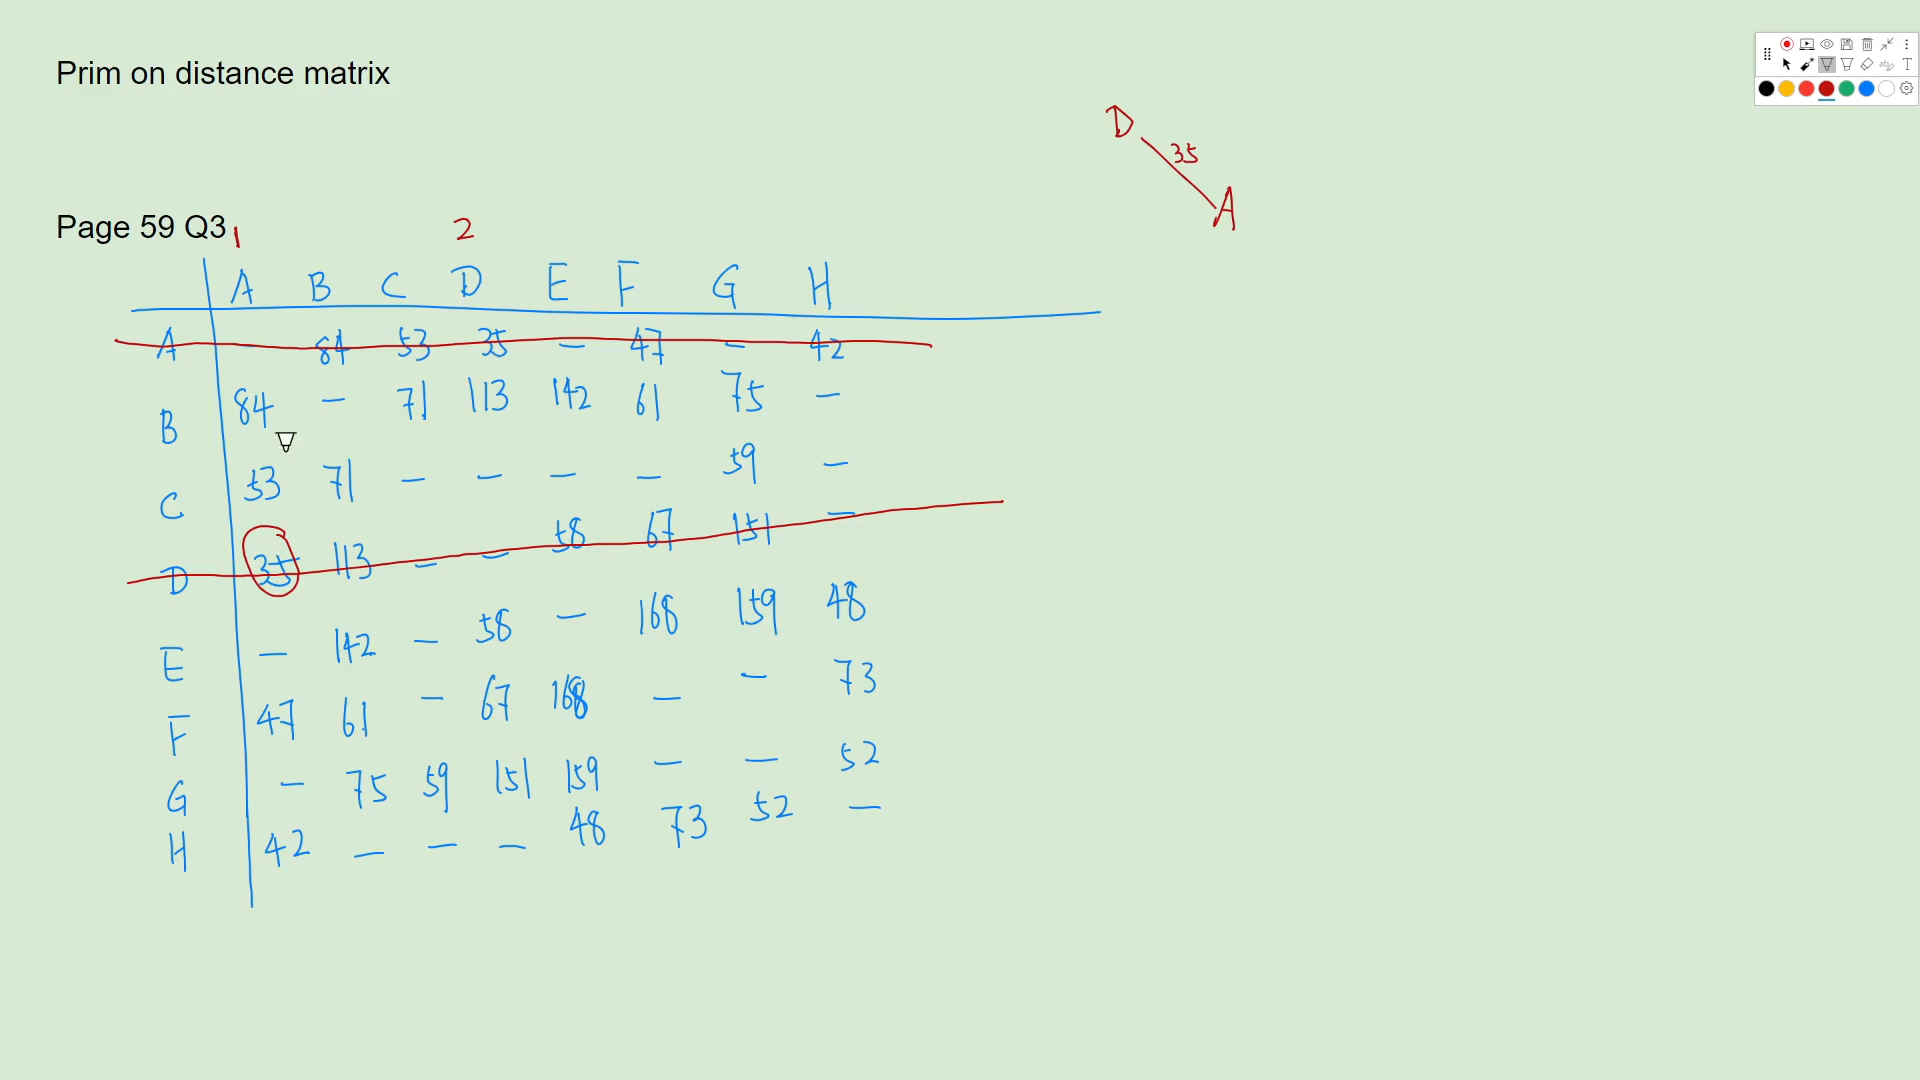 Prim on distance matrix
D
35
A
Page 59 Q3
1 2
A B C D E F G H
A - 84 53 35 - 47 - 42
B 84 - 71 113 142 61 75 -
C 53 71 - - - - 59 -
D 35 113 - - 58 67 151 -
E - 142 - 58 - 168 159 48
F 47 61 - 67 168 - - 73
G - 75 59 151 159 - - 52
H 42 - - - 48 73 52 -